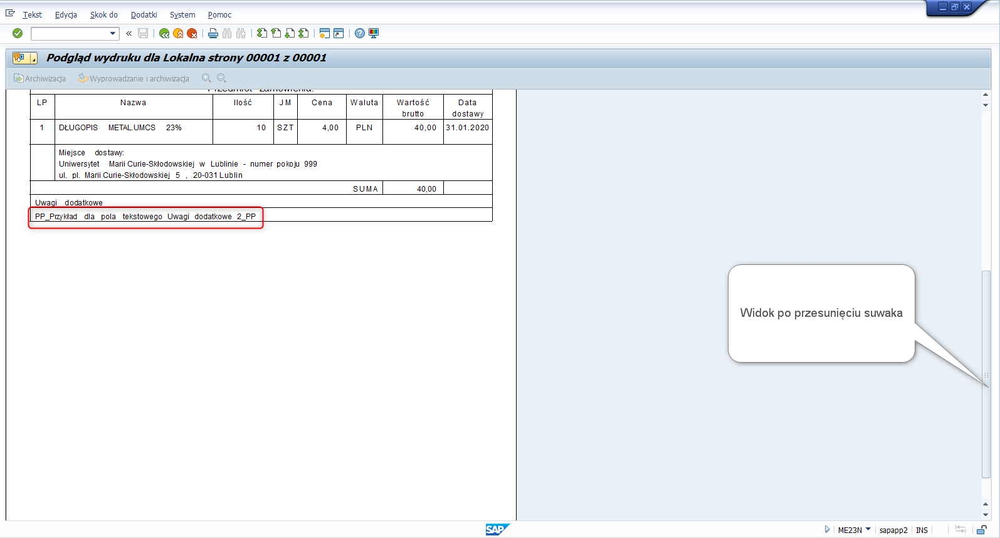 Tekst Edycja Skok do Dodatki System Pomoc
Podgląd wydruku dla Lokalna strony 00001 z 00001
Archiwizacja Wyprowadzanie i archiwizacja
Przedmiot zamówienia:
LP Nazwa Ilość JM Cena Waluta Wartość brutto Data dostawy
1 DŁUGOPIS METAL.UMCS 23% 10 SZT 4,00 PLN 40,00 31.01.2020
Miejsce dostawy:
Uniwersytet Marii Curie-Skłodowskiej w Lublinie - numer pokoju 999
ul. pl. Marii Curie-Skłodowskiej 5 , 20-031 Lublin
SUMA 40,00
Uwagi dodatkowe
PP_Przykład dla pola tekstowego Uwagi dodatkowe 2_PP
Widok po przesunięciu suwaka
SAP
ME23N sapapp2 INS